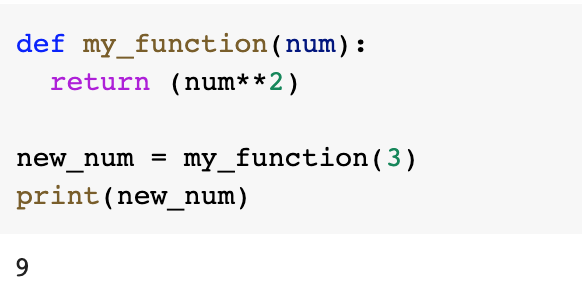 def my_function(num):
  return (num**2)

new_num = my_function(3)
print(new_num)
9